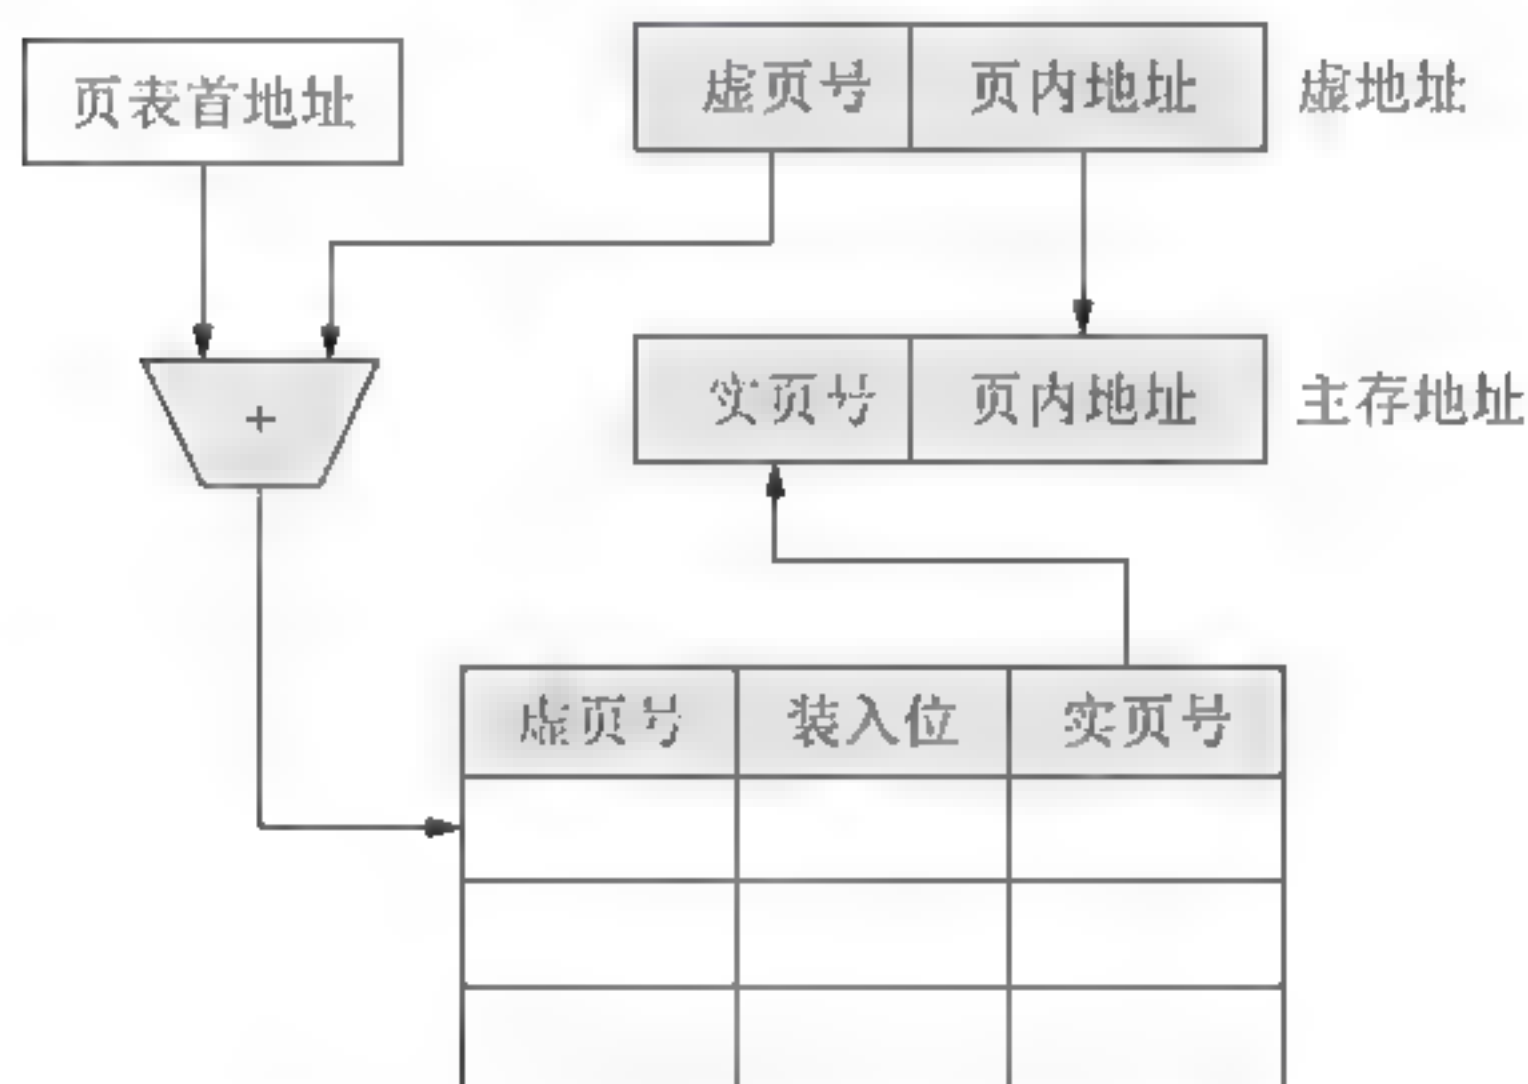 页表首地址
虚页号 页内地址 虚地址
+
实页号 页内地址 主存地址
虚页号 装入位 实页号